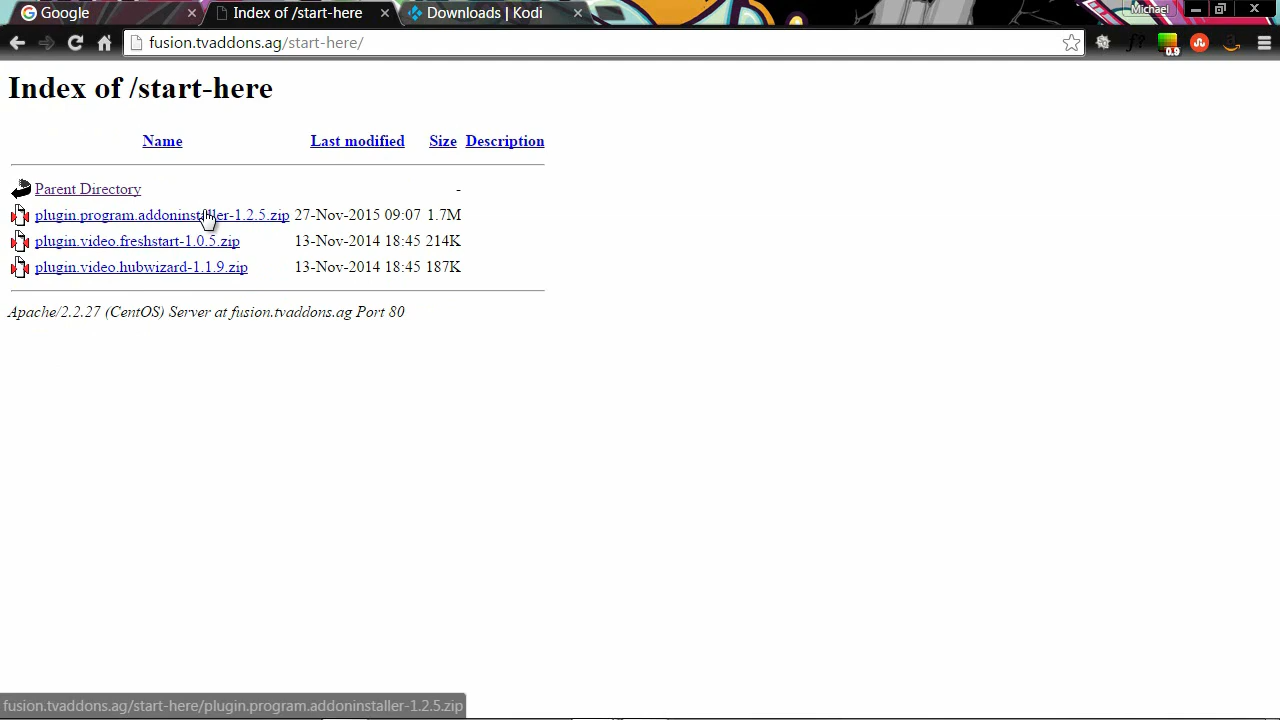 Google
Index of /start-here
Downloads | Kodi
Michael
fusion.tvaddons.ag/start-here/
f?
0.9
Index of /start-here
Name Last modified Size Description
Parent Directory -
plugin.program.addoninstaller-1.2.5.zip 27-Nov-2015 09:07 1.7M
plugin.video.freshstart-1.0.5.zip 13-Nov-2014 18:45 214K
plugin.video.hubwizard-1.1.9.zip 13-Nov-2014 18:45 187K
Apache/2.2.27 (CentOS) Server at fusion.tvaddons.ag Port 80
fusion.tvaddons.ag/start-here/plugin.program.addoninstaller-1.2.5.zip